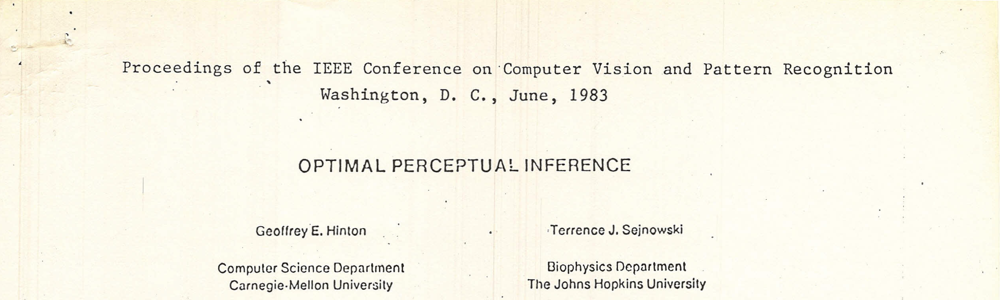 Proceedings of the IEEE Conference on Computer Vision and Pattern Recognition
Washington, D. C., June, 1983
OPTIMAL PERCEPTUAL INFERENCE
Geoffrey E. Hinton
Terrence J. Sejnowski
Computer Science Department
Carnegie-Mellon University
Biophysics Department
The Johns Hopkins University